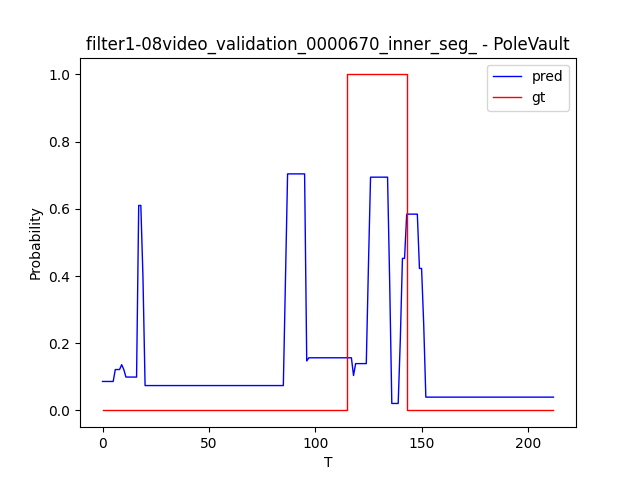 filter1-08video_validation_0000670_inner_seg_ - PoleVault
pred
gt
1.0
0.8
0.6
0.4
0.2
0.0
Probability
0
50
100
150
200
T